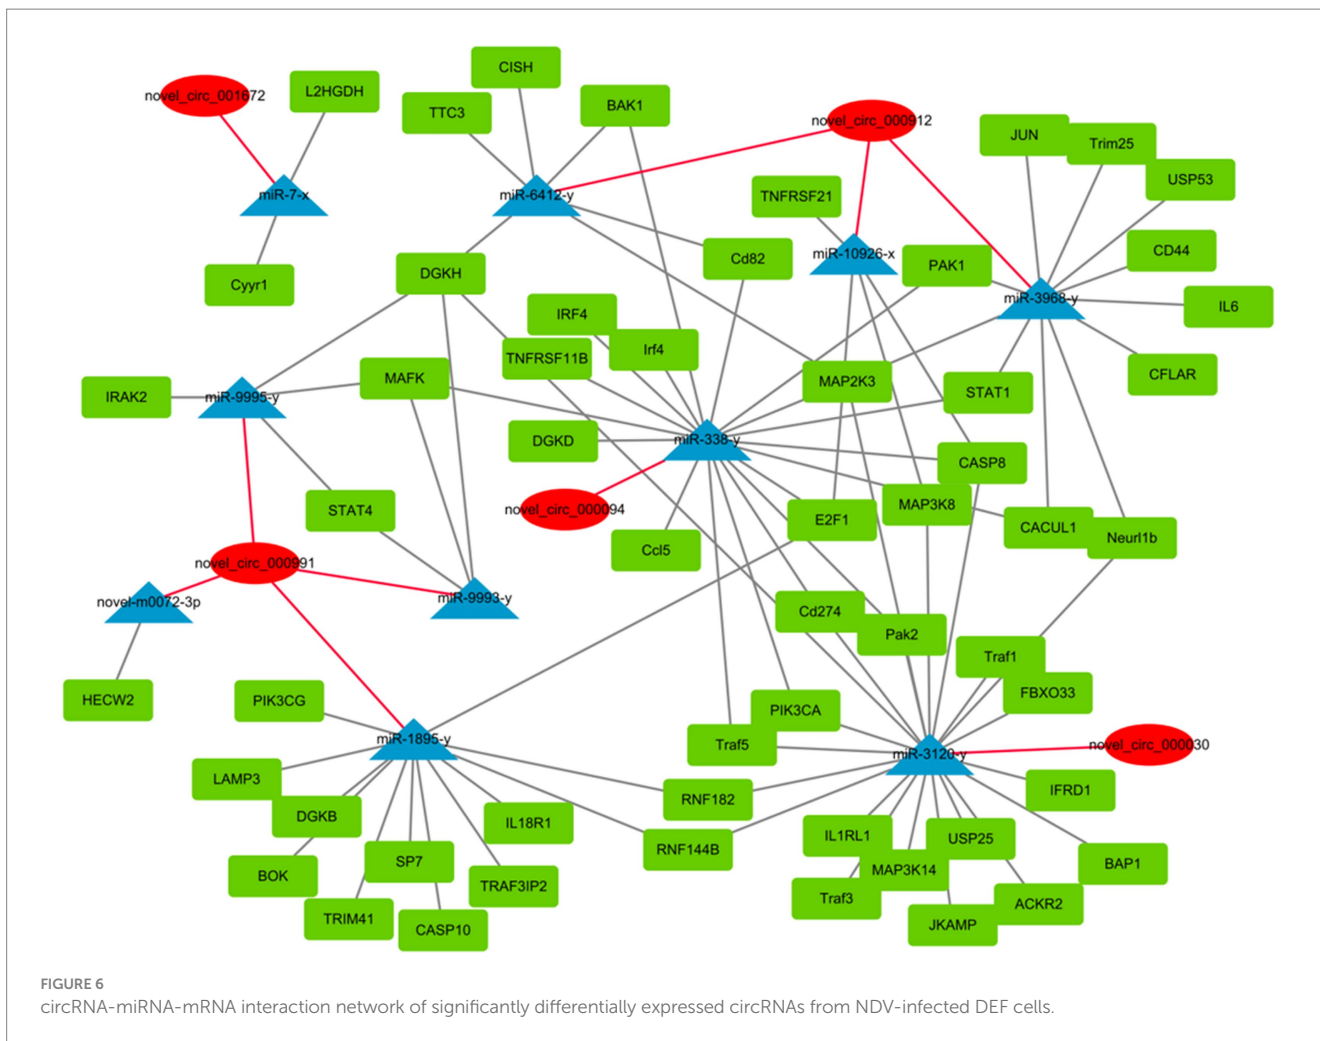 CISH
novel_circ_001672
L2HGDH
TTC3
BAK1
novel_circ_000912
JUN
Trim25
USP53
miR-7-x
miR-6412-y
TNFRSF21
miR-10926-x
Cd82
PAK1
CD44
Cyyr1
DGKH
miR-3968-y
IL6
IRF4
Irf4
TNFRSF11B
CFLAR
IRAK2
miR-9995-y
MAFK
MAP2K3
STAT1
DGKD
miR-338-y
CASP8
STAT4
novel_circ_000094
E2F1
MAP3K8
CACUL1
Neurl1b
Ccl5
novel_circ_000991
novel-m0072-3p
miR-9993-y
Cd274
Pak2
Traf1
FBXO33
HECW2
PIK3CG
PIK3CA
Traf5
miR-1895-y
miR-3120-y
novel_circ_000030
LAMP3
DGKB
IL18R1
RNF182
IFRD1
BOK
SP7
TRAF3IP2
RNF144B
IL1RL1
USP25
MAP3K14
BAP1
TRIM41
CASP10
Traf3
JKAMP
ACKR2
FIGURE 6
circRNA-miRNA-mRNA interaction network of significantly differentially expressed circRNAs from NDV-infected DEF cells.